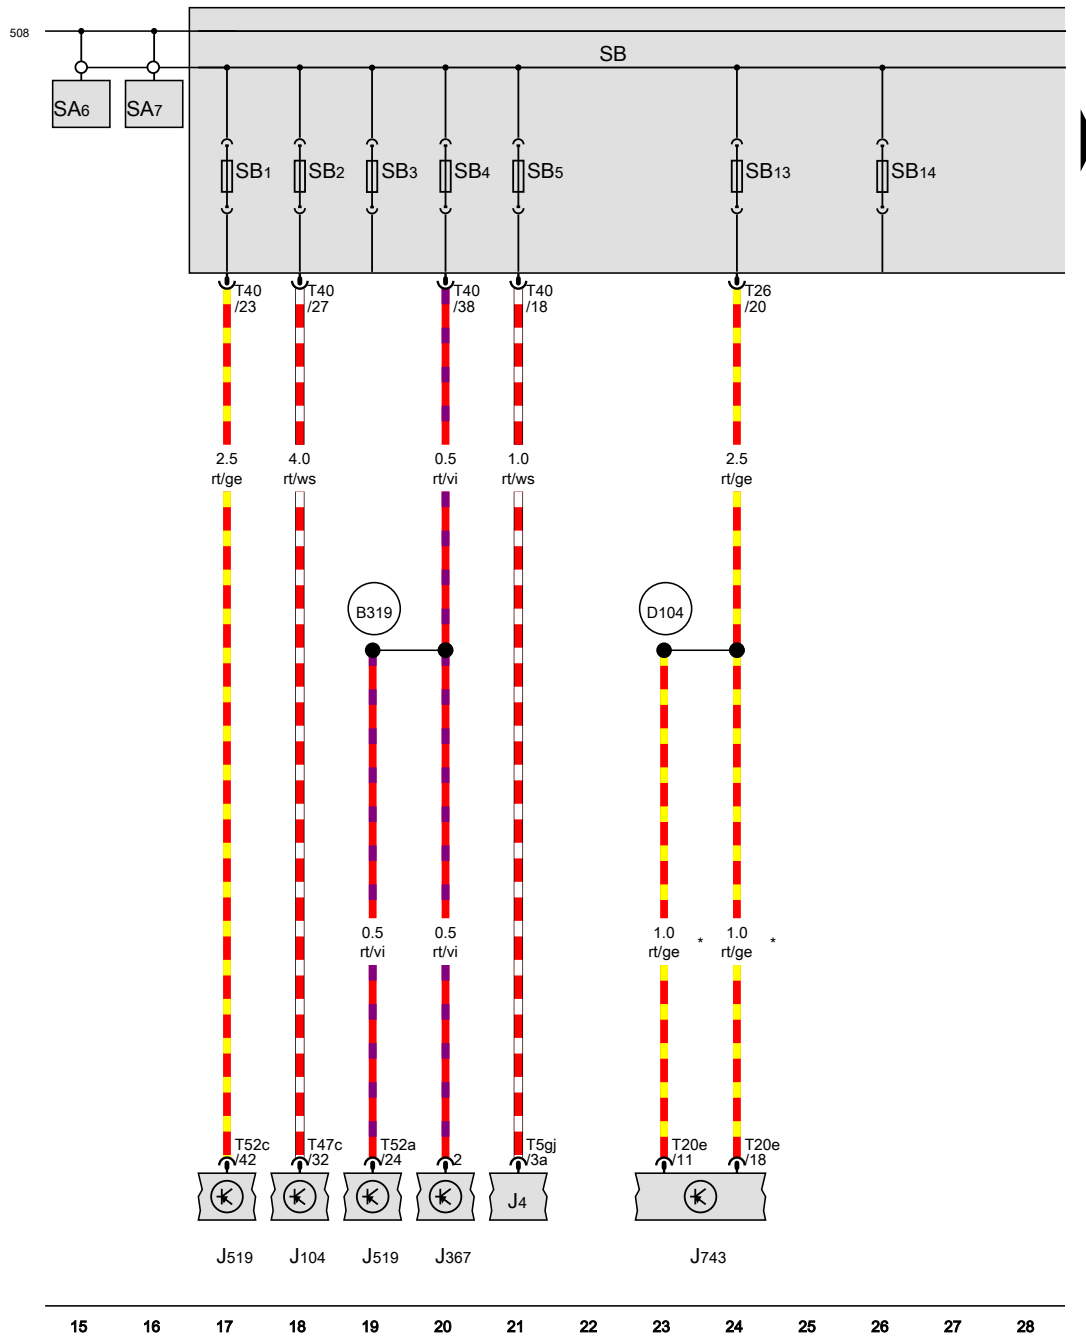 508
SB
SA6 SA7
SB1 SB2 SB3 SB4 SB5 SB13 SB14
T40 T40 T40 T40 T26
/23 /27 /38 /18 /20
2.5 4.0 0.5 1.0 2.5
rt/ge rt/ws rt/vi rt/ws rt/ge
B319 D104
0.5 0.5 1.0 1.0
rt/vi rt/vi rt/ge * rt/ge *
T52c T47c T52a T5gj T20e T20e
/42 /32 /24 2 /3a /11 /18
J4
J519 J104 J519 J367 J743
15 16 17 18 19 20 21 22 23 24 25 26 27 28